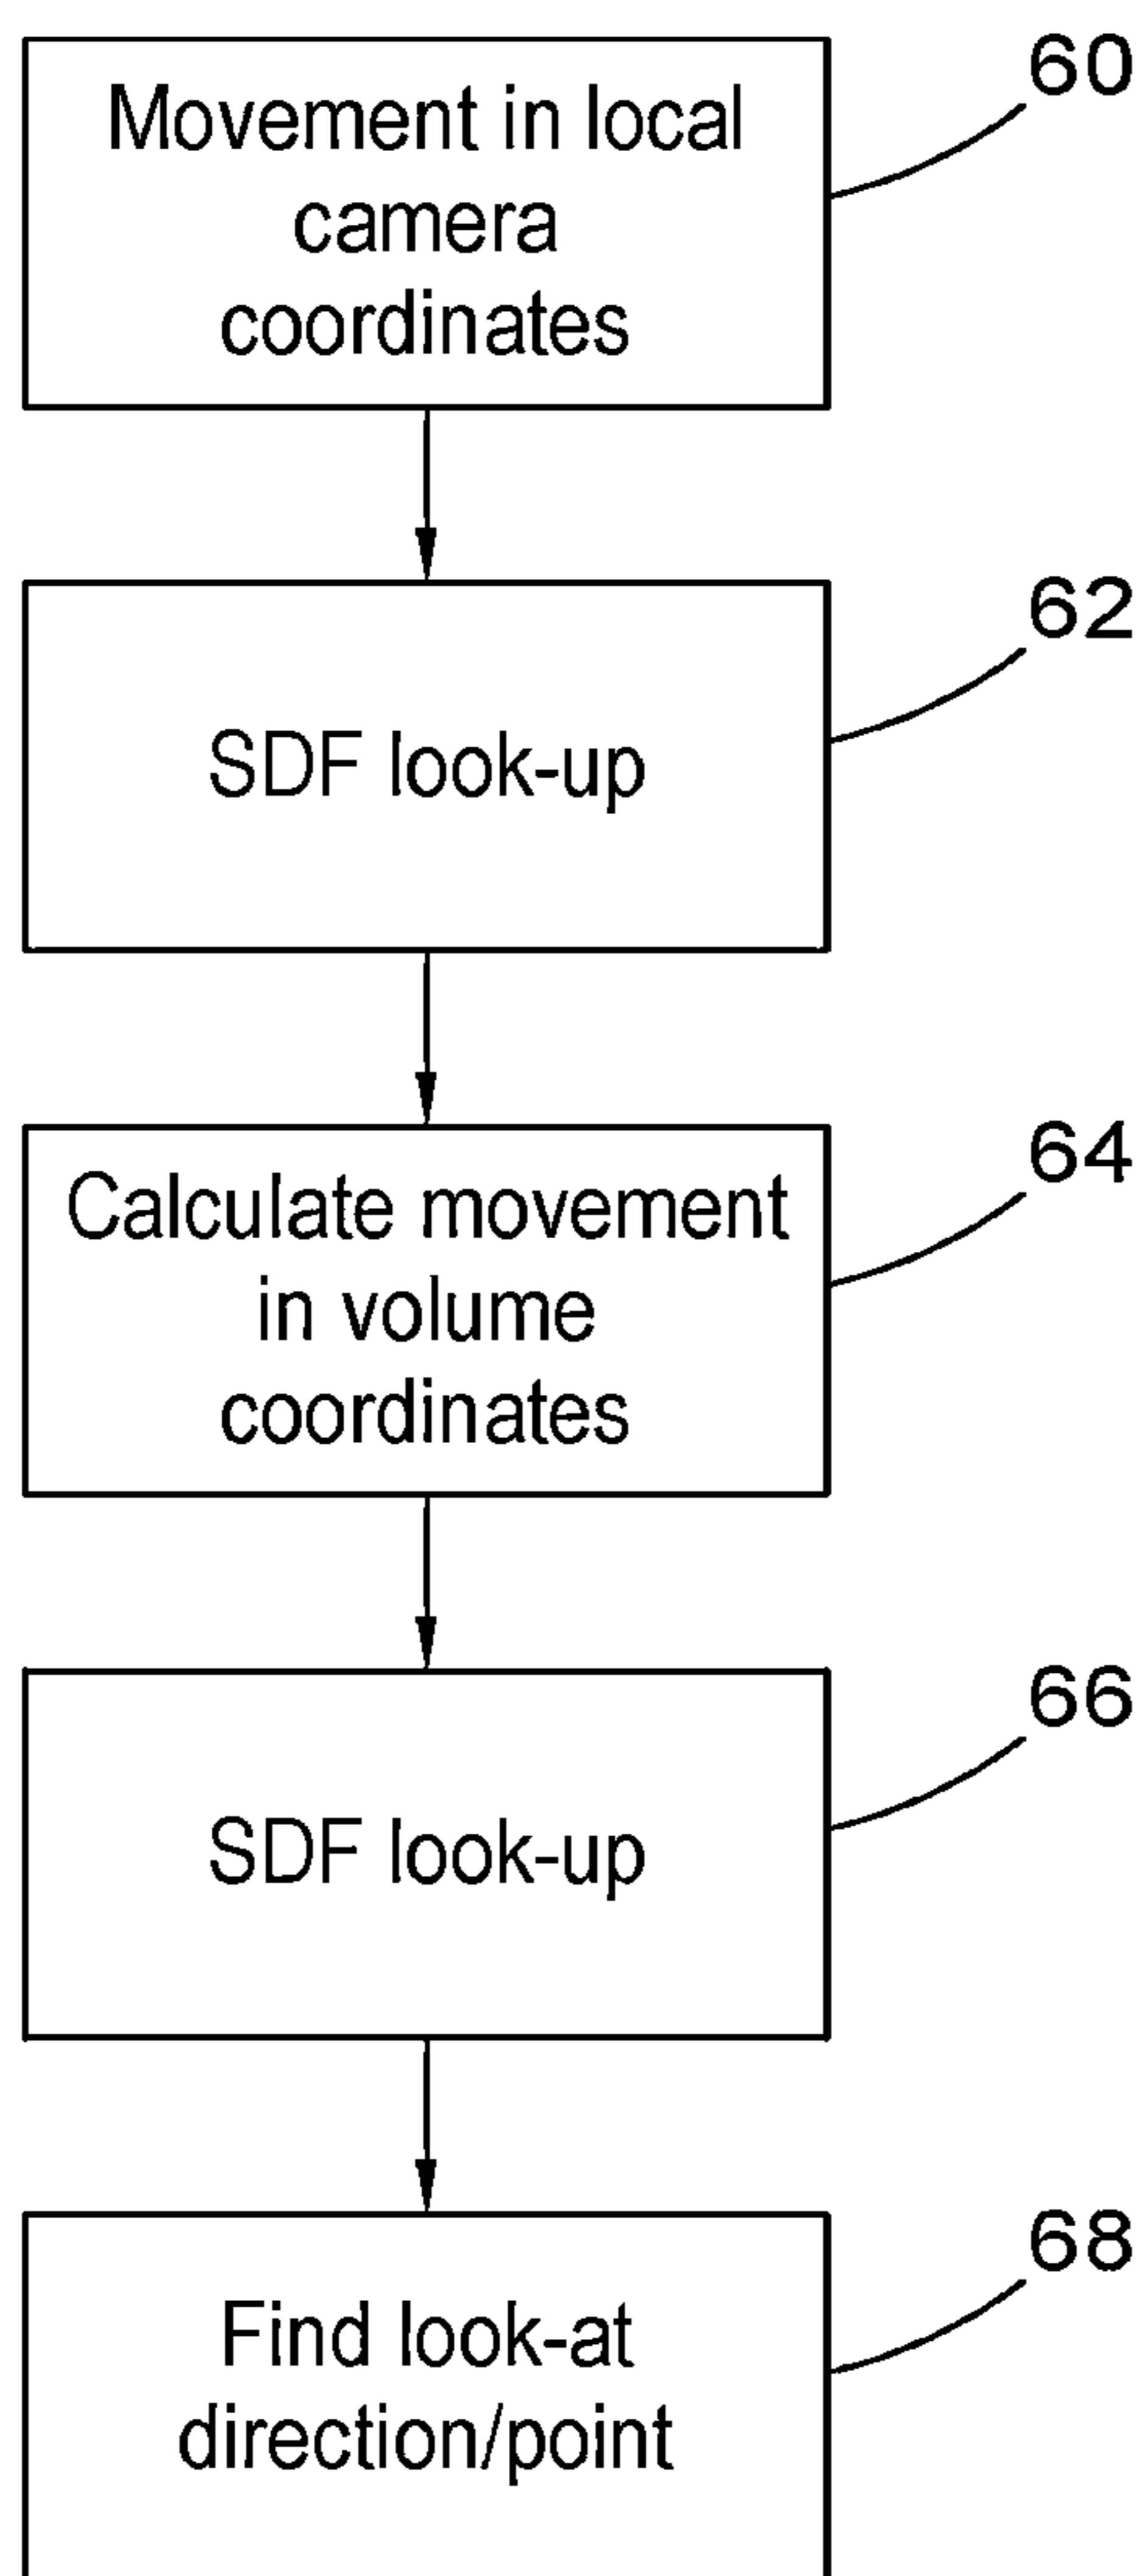 60
Movement in local
camera
coordinates
62
SDF look-up
64
Calculate movement
in volume
coordinates
66
SDF look-up
68
Find look-at
direction/point